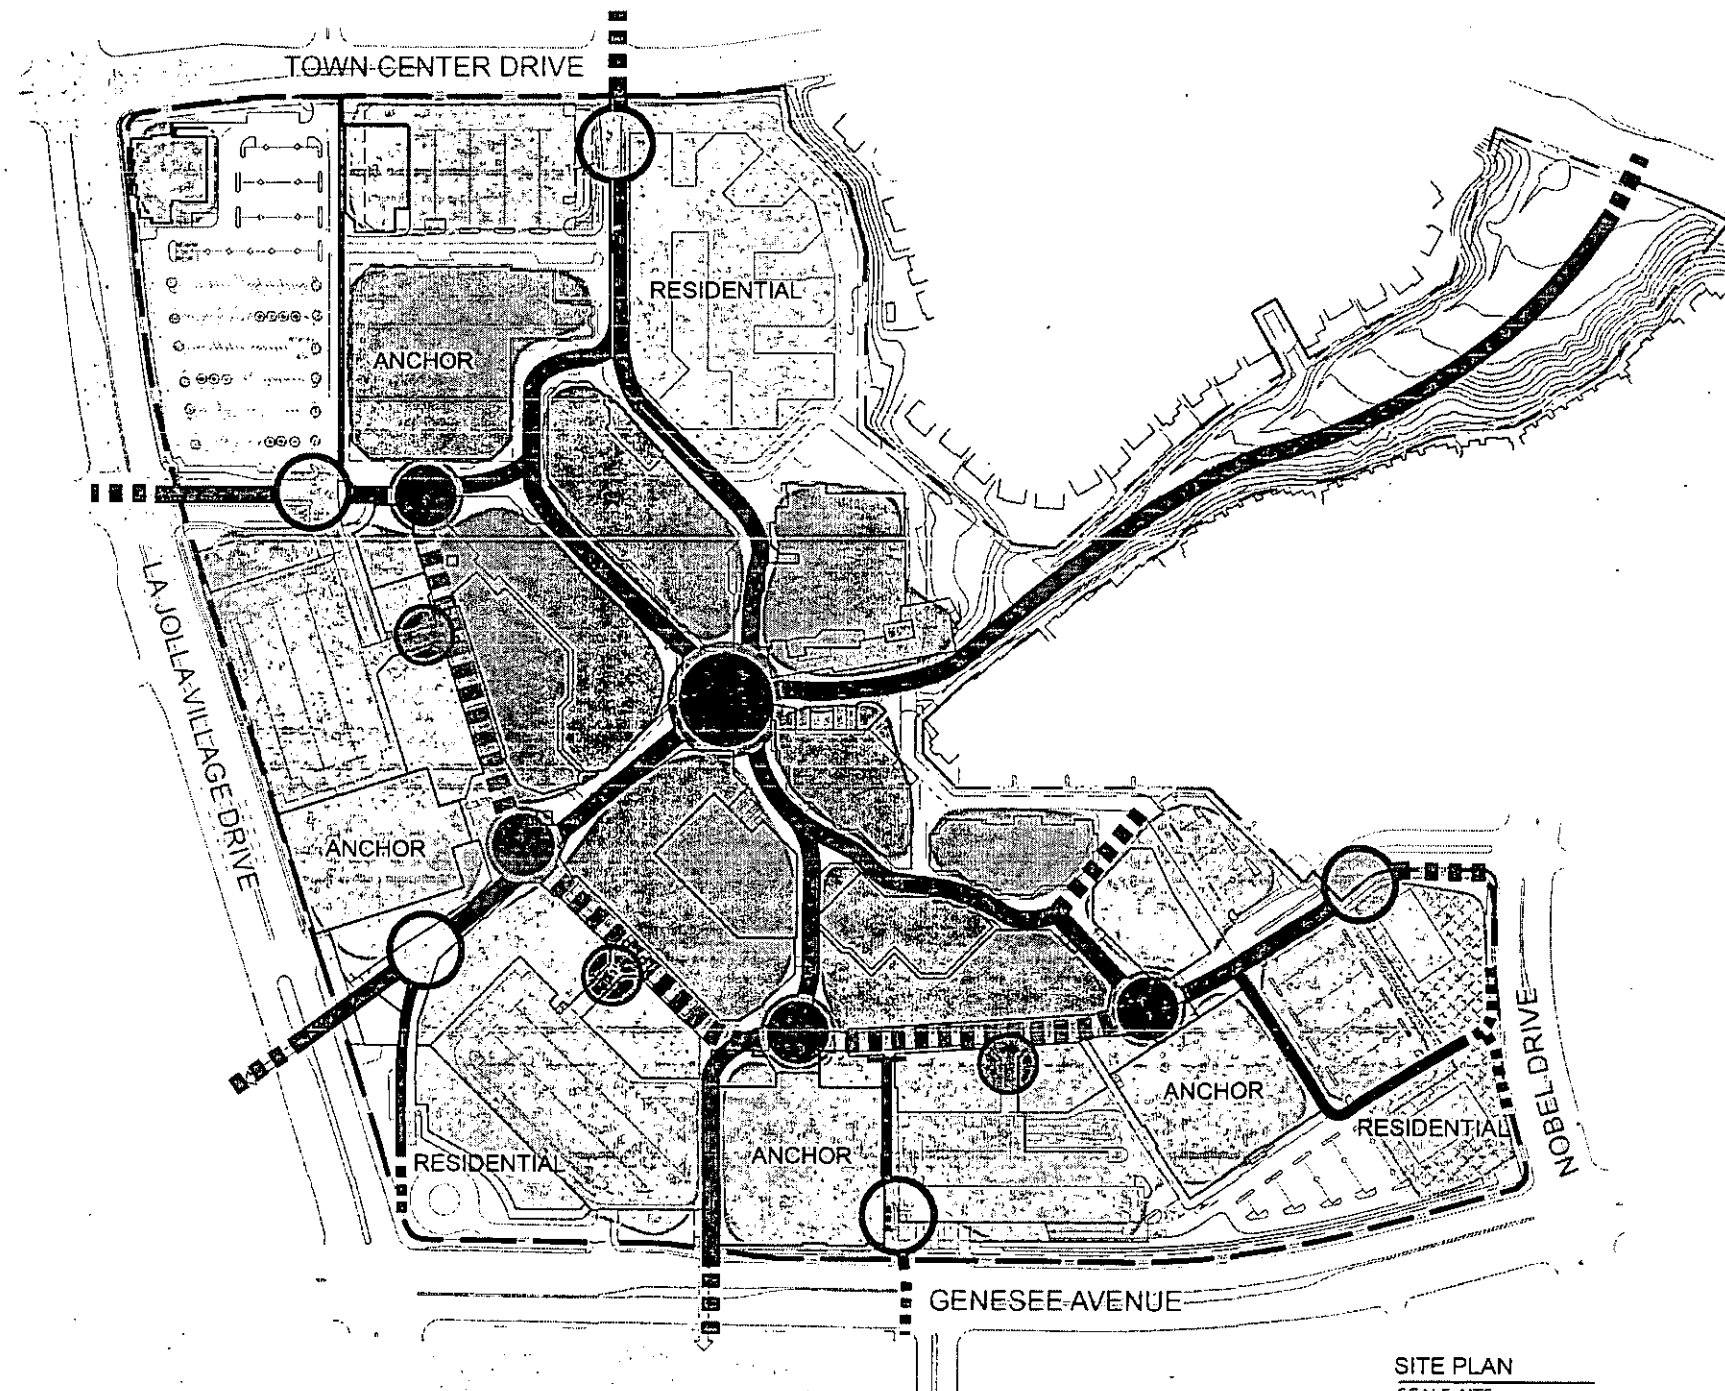 TOWN CENTER DRIVE
RESIDENTIAL
ANCHOR
LA JOLLA VILLAGE DRIVE
ANCHOR
ANCHOR
NOBEL DRIVE
RESIDENTIAL
ANCHOR
RESIDENTIAL
GENESEE AVENUE
SITE PLAN